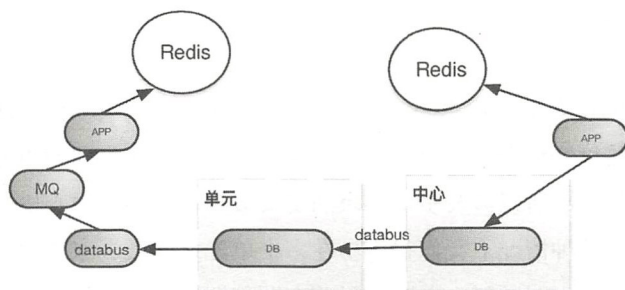 Redis
Redis
APP
APP
MQ
单元
中心
databus
databus
DB
DB